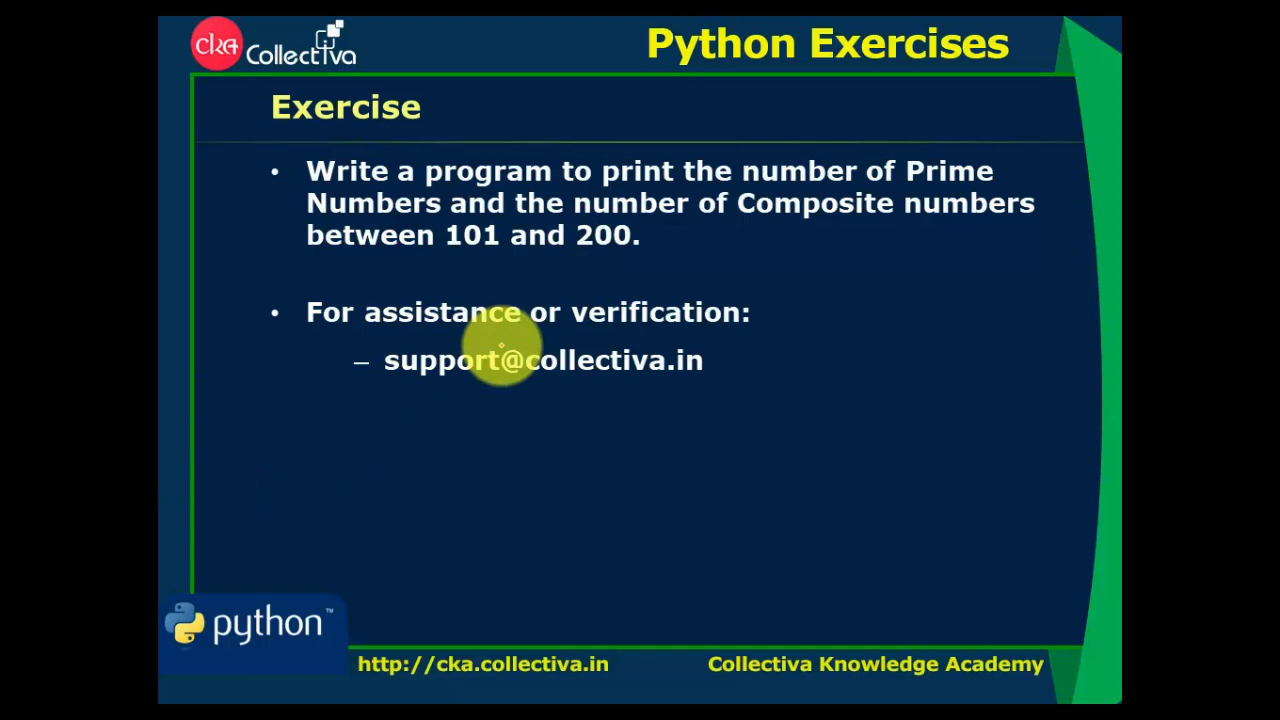 cka Collectiva
Python Exercises
Exercise
• Write a program to print the number of Prime
Numbers and the number of Composite numbers
between 101 and 200.
• For assistance or verification:
– support@collectiva.in
python™
http://cka.collectiva.in
Collectiva Knowledge Academy